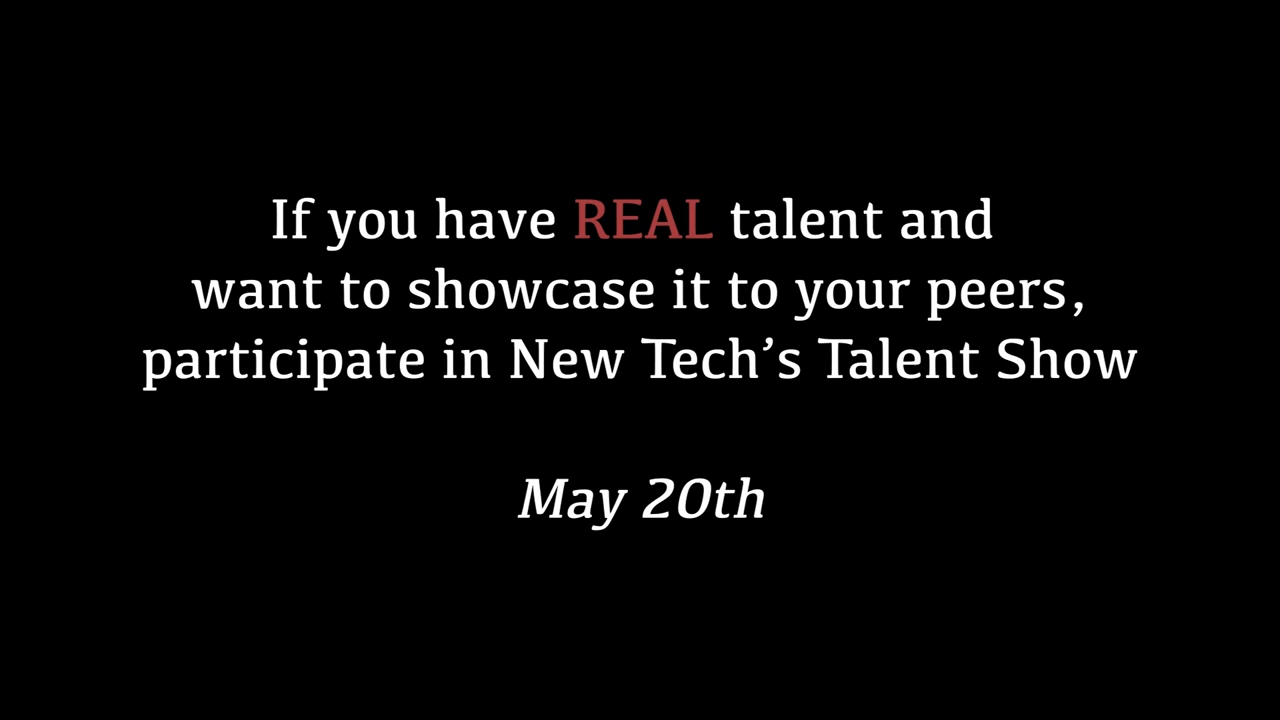 If you have REAL talent and
want to showcase it to your peers,
participate in New Tech’s Talent Show
May 20th